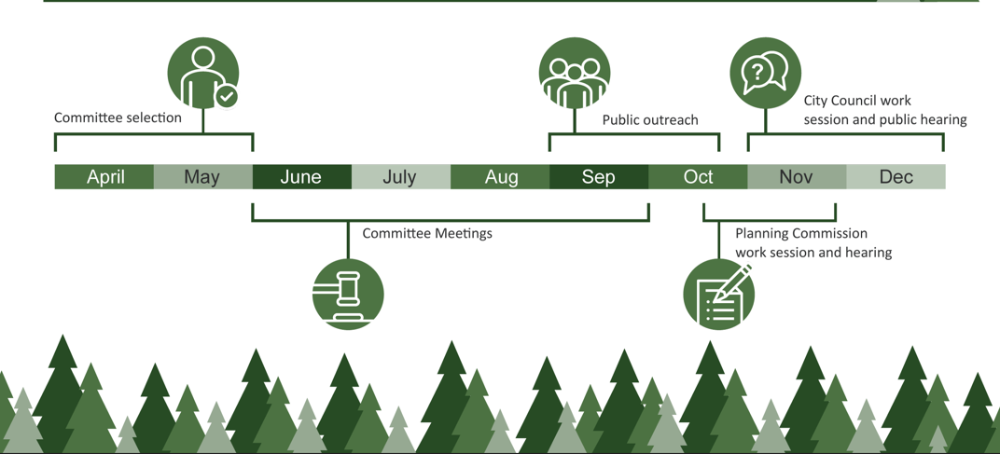 Committee selection
Public outreach
City Council work
session and public hearing
?
April May June July Aug Sep Oct Nov Dec
Committee Meetings
Planning Commission
work session and hearing